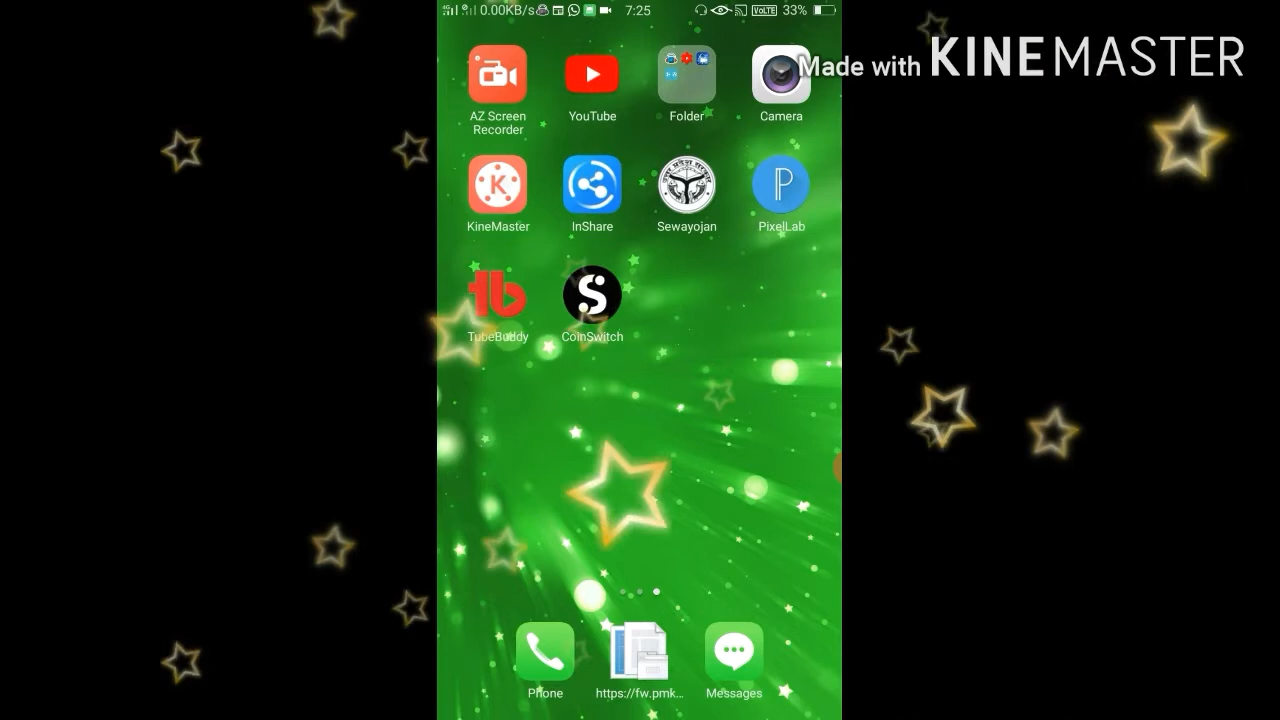 0.00KB/s 7:25 VoLTE 33%
Made with KINEMASTER
AZ Screen
Recorder
YouTube
Folder
Camera
K
KineMaster
InShare
Sewayojan
P
PixelLab
tb
TubeBuddy
S
CoinSwitch
Phone
https://fw.pmk...
Messages